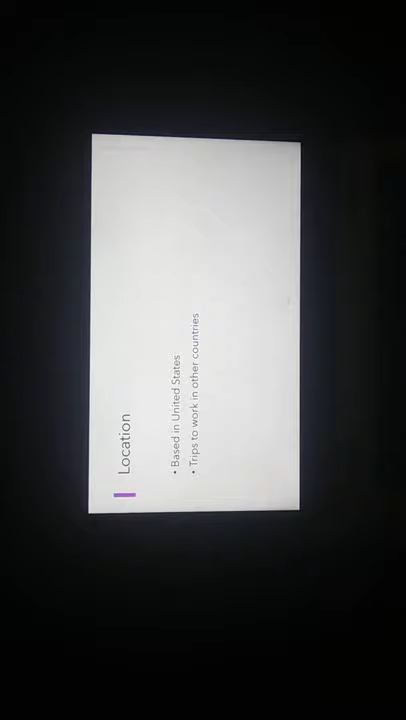 Location
• Based in United States
• Trips to work in other countries